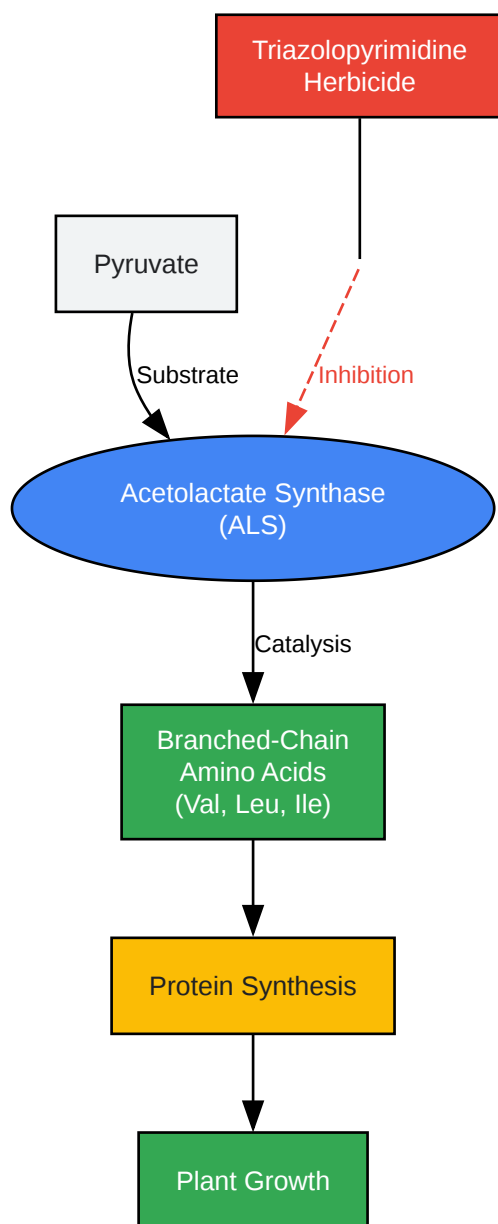 Triazolopyrimidine
Herbicide
Pyruvate
Substrate
Inhibition
Acetolactate Synthase
(ALS)
Catalysis
Branched-Chain
Amino Acids
(Val, Leu, Ile)
Protein Synthesis
Plant Growth